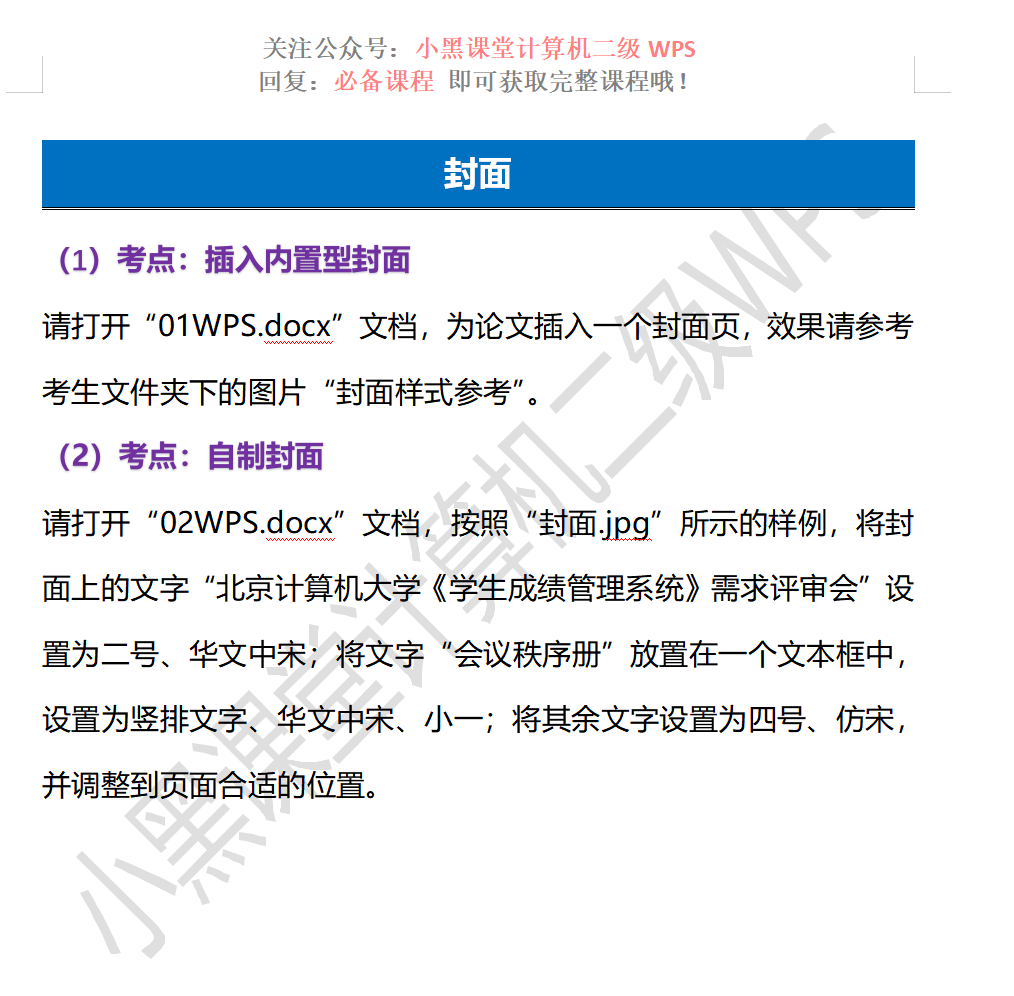 关注公众号：小黑课堂计算机二级 WPS
回复：必备课程 即可获取完整课程哦！
封面
（1）考点：插入内置型封面
请打开“01WPS.docx”文档，为论文插入一个封面页，效果请参考
考生文件夹下的图片“封面样式参考”。
（2）考点：自制封面
请打开“02WPS.docx”文档，按照“封面.jpg”所示的样例，将封
面上的文字“北京计算机大学《学生成绩管理系统》需求评审会”设
置为二号、华文中宋；将文字“会议秩序册”放置在一个文本框中，
设置为竖排文字、华文中宋、小一；将其余文字设置为四号、仿宋，
并调整到页面合适的位置。
小黑课堂计算机二级WPS